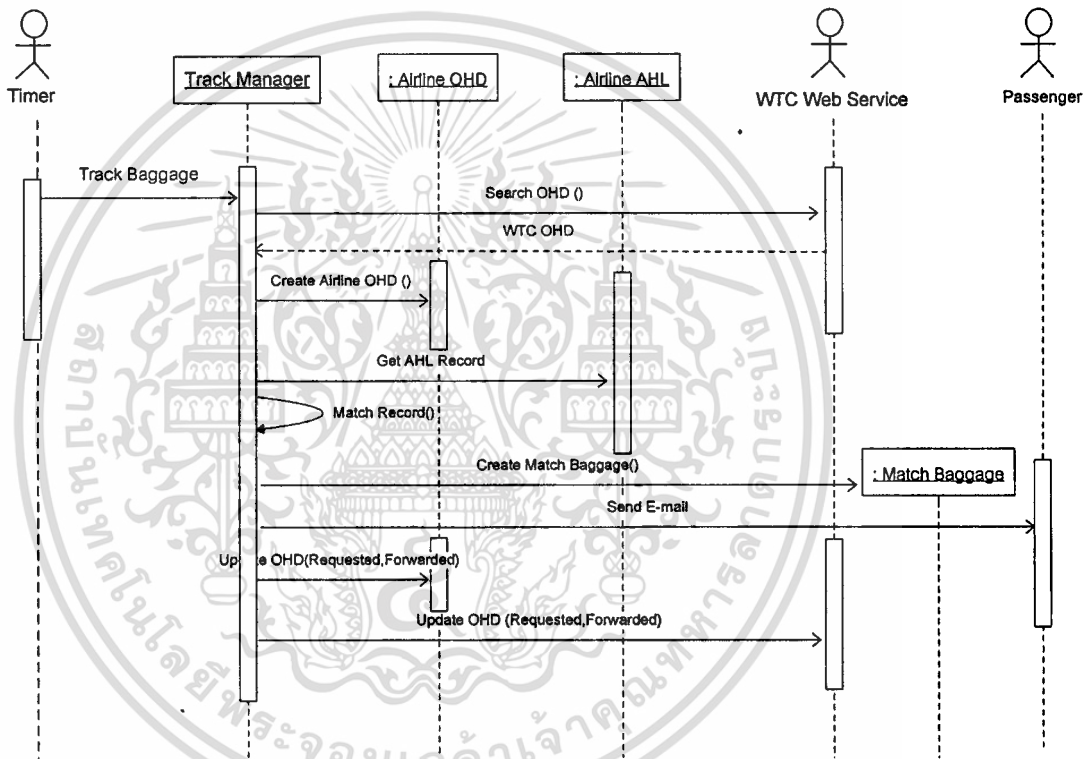 Timer
Track Manager
: Airline OHD
: Airline AHL
WTC Web Service
Passenger
Track Baggage
Search OHD ()
WTC OHD
Create Airline OHD ()
Get AHL Record
Match Record()
Create Match Baggage()
: Match Baggage
Send E-mail
Update OHD(Requested,Forwarded)
Update OHD (Requested,Forwarded)